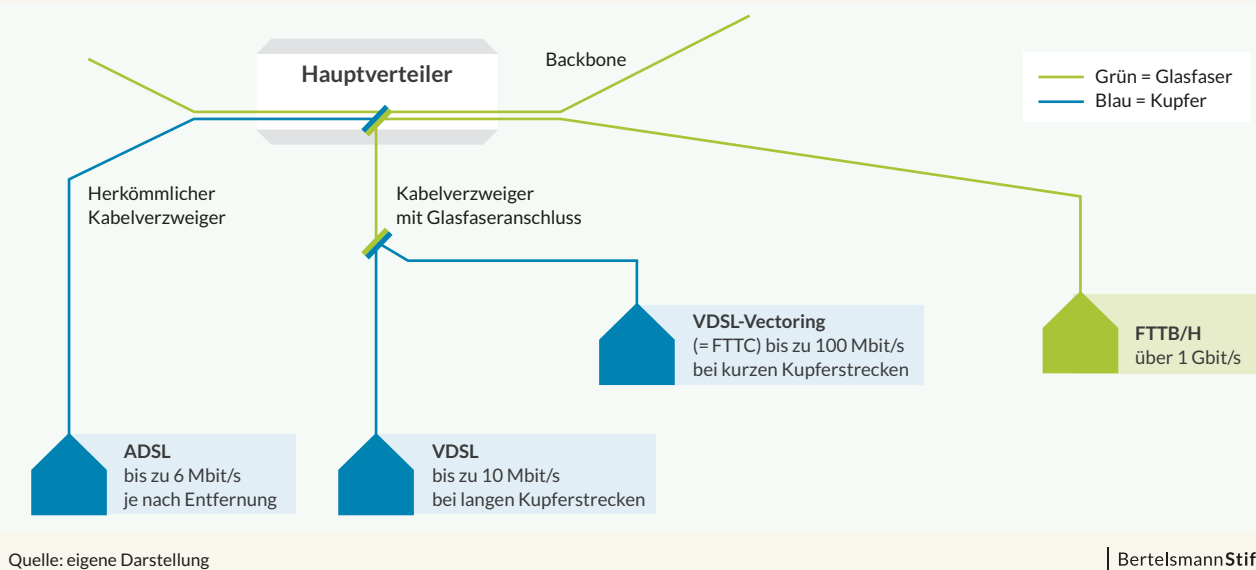 Hauptverteiler
Backbone
Grün = Glasfaser
Blau = Kupfer
Herkömmlicher
Kabelverzweiger
Kabelverzweiger
mit Glasfaseranschluss
VDSL-Vectoring
(= FTTC) bis zu 100 Mbit/s
bei kurzen Kupferstrecken
FTTB/H
über 1 Gbit/s
ADSL
bis zu 6 Mbit/s
je nach Entfernung
VDSL
bis zu 10 Mbit/s
bei langen Kupferstrecken
Quelle: eigene Darstellung
BertelsmannStif